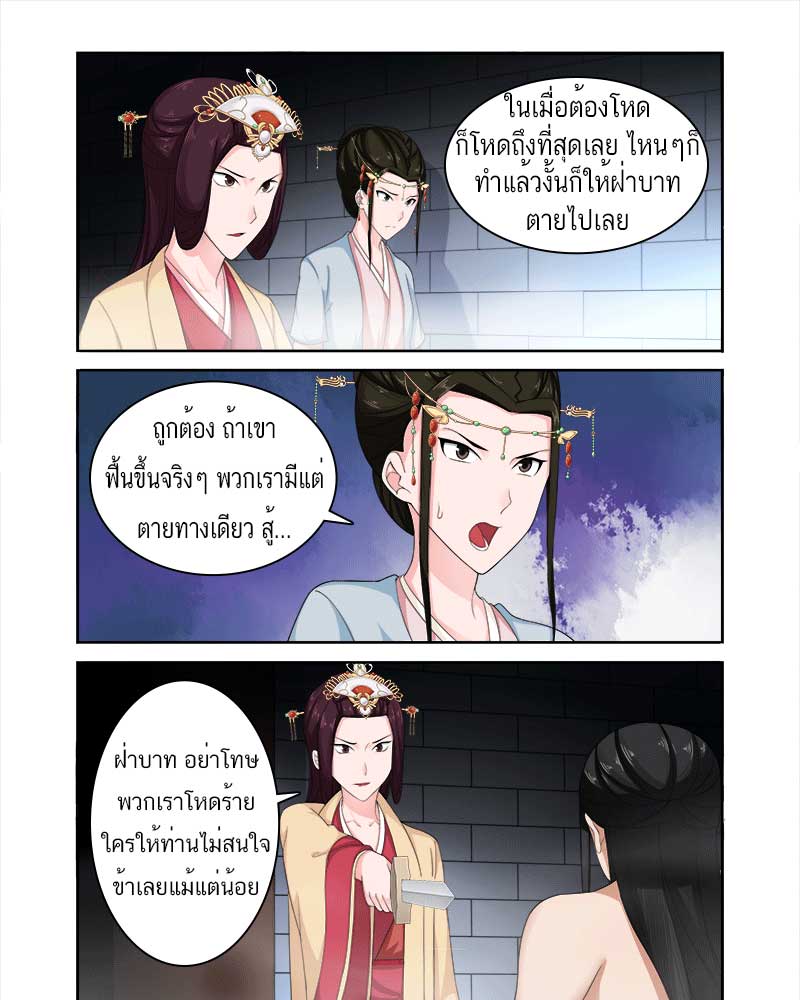 ในเมื่อต้องโหด
ก็โหดถึงที่สุดเลย ไหนๆก็
ทำแล้วงั้นก็ให้ฝ่าบาท
ตายไปเลย
ถูกต้อง ถ้าเขา
ฟื้นขึ้นจริงๆ พวกเรามีแต่
ตายทางเดียว สู้...
ฝ่าบาท อย่าโทษ
พวกเราโหดร้าย
ใครให้ท่านไม่สนใจ
ข้าเลยแม้แต่น้อย